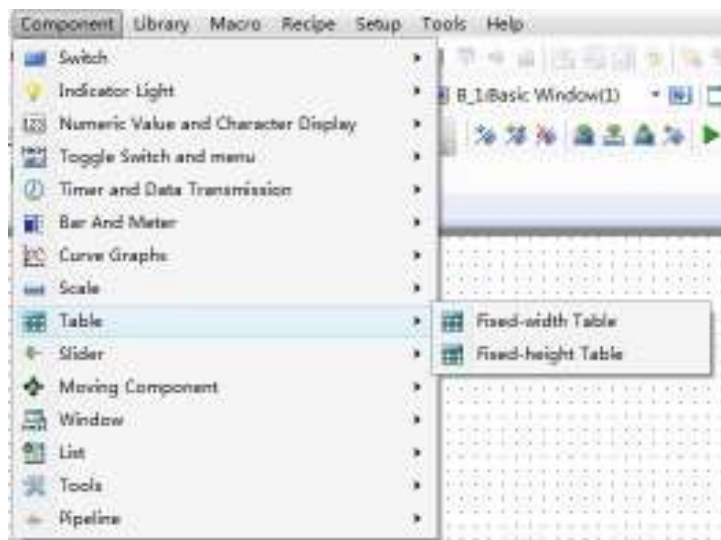 Component Library Macro Recipe Setup Tools Help
Switch
Indicator Light
B_1:Basic Window(1)
Numeric Value and Character Display
Toggle Switch and menu
Timer and Data Transmission
Bar And Meter
Curve Graphs
Scale
Table
Fixed-width Table
Slider
Fixed-height Table
Moving Component
Window
List
Tools
Pipeline